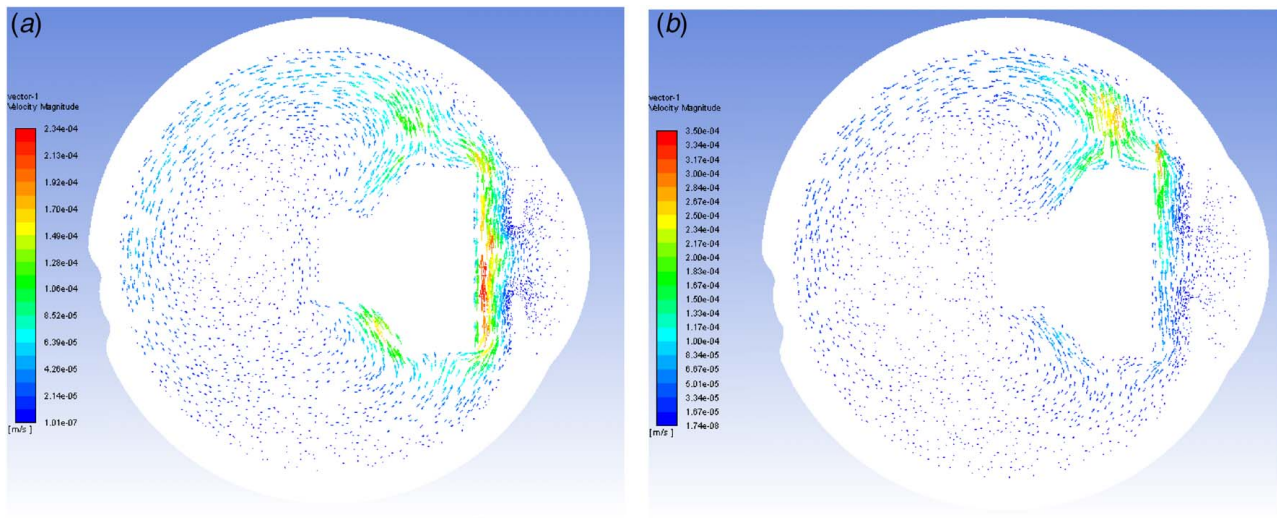 (a)
vector-1
Velocity Magnitude
2.34e-04
2.13e-04
1.92e-04
1.70e-04
1.49e-04
1.28e-04
1.06e-04
8.52e-05
6.39e-05
4.26e-05
2.14e-05
1.01e-07
[m/s ]
(b)
vector-1
Velocity Magnitude
3.50e-04
3.34e-04
3.17e-04
3.00e-04
2.84e-04
2.67e-04
2.50e-04
2.34e-04
2.17e-04
2.00e-04
1.83e-04
1.67e-04
1.50e-04
1.33e-04
1.17e-04
1.00e-04
8.34e-05
6.67e-05
5.01e-05
3.34e-05
1.67e-05
1.74e-08
[m/s ]